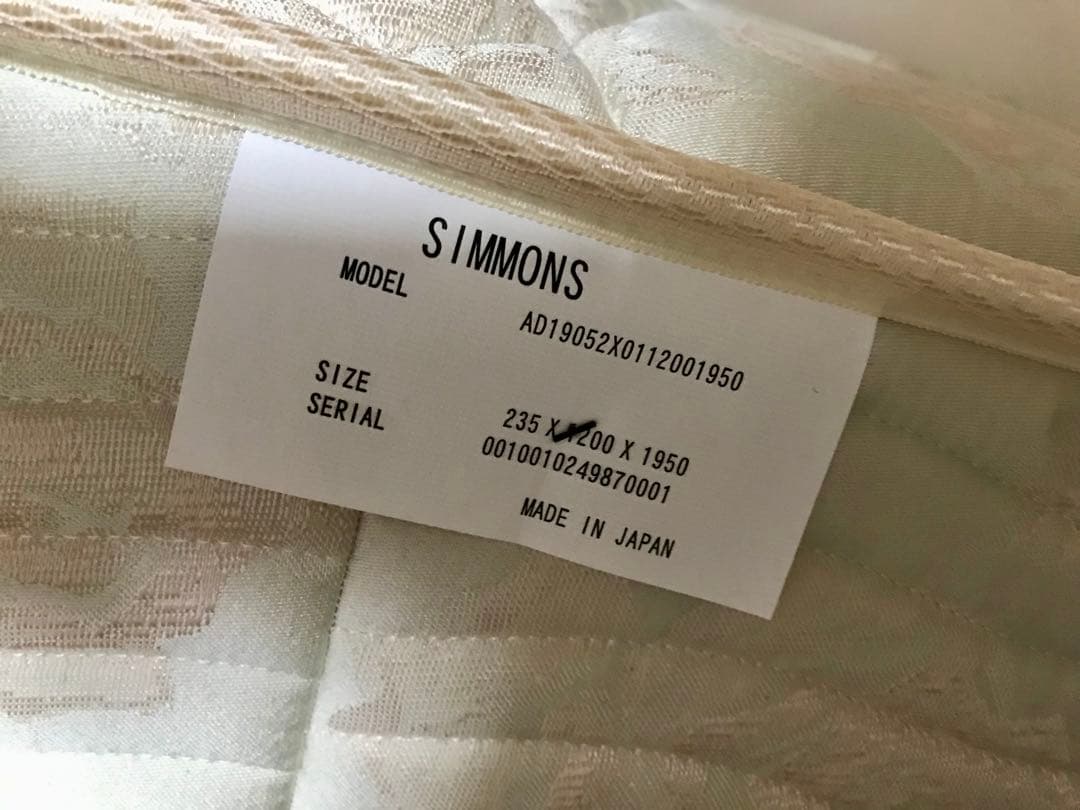 SIMMONS
MODEL
AD19052X0112001950
SIZE 235 X 1200 X 1950
SERIAL 0010010249870001
MADE IN JAPAN